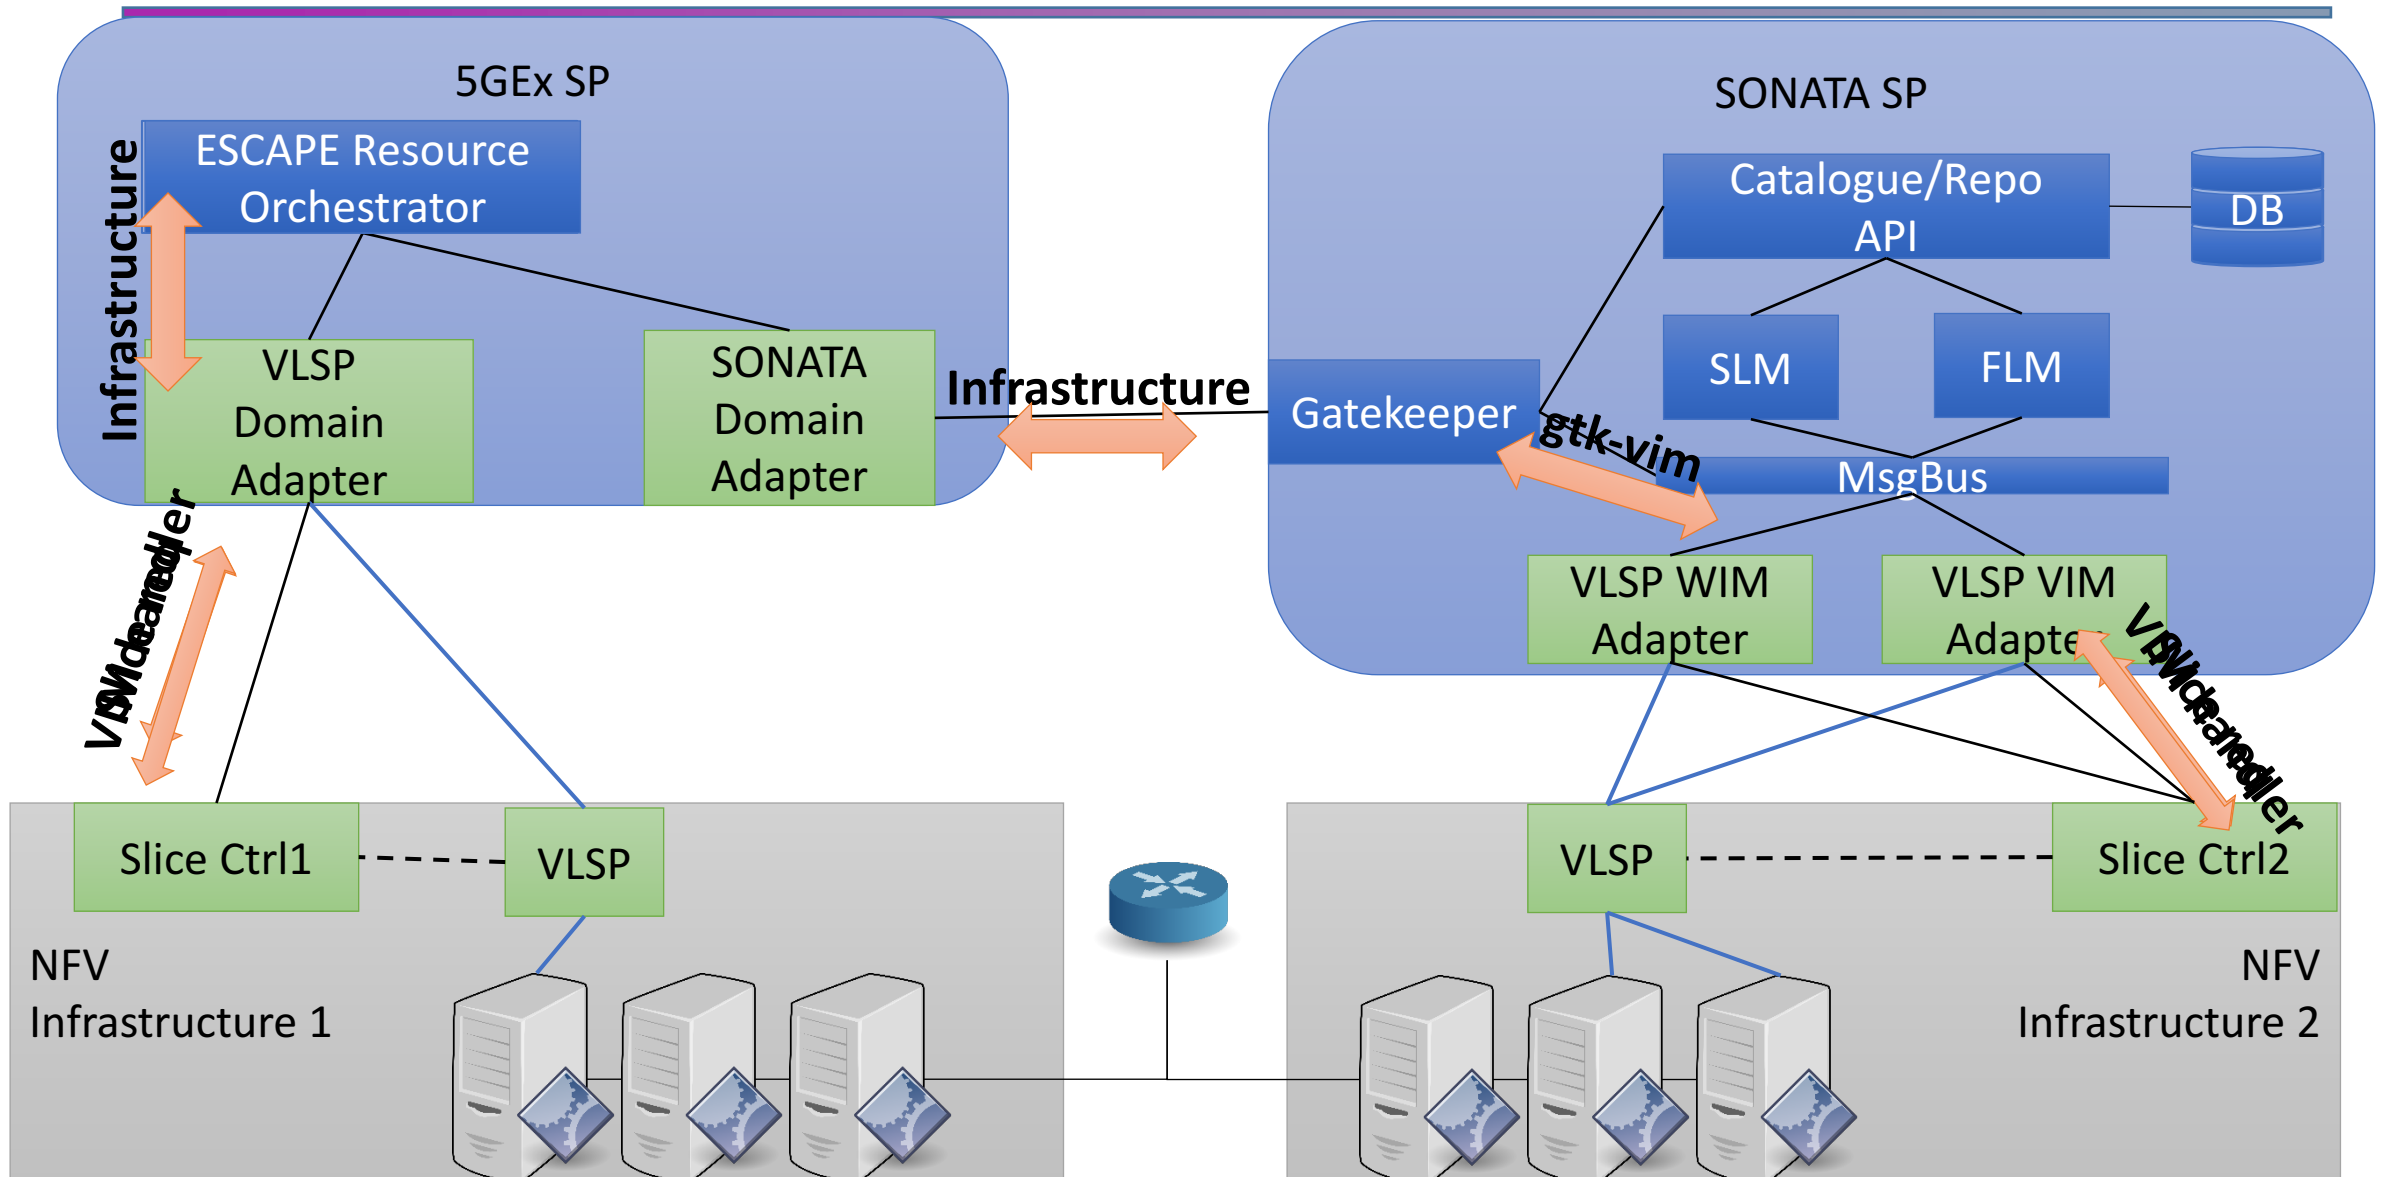 5GEx SP
ESCAPE Resource
Orchestrator
Infrastructure
VLSP
Domain
Adapter
SONATA
Domain
Adapter
Infrastructure
SONATA SP
Catalogue/Repo
API
DB
SLM
FLM
Gatekeeper
gtk-vim
MsgBus
VLSP WIM
Adapter
VLSP VIM
Adapter
Slice Ctrl1
VLSP
NFV
Infrastructure 1
VLSP
Slice Ctrl2
NFV
Infrastructure 2